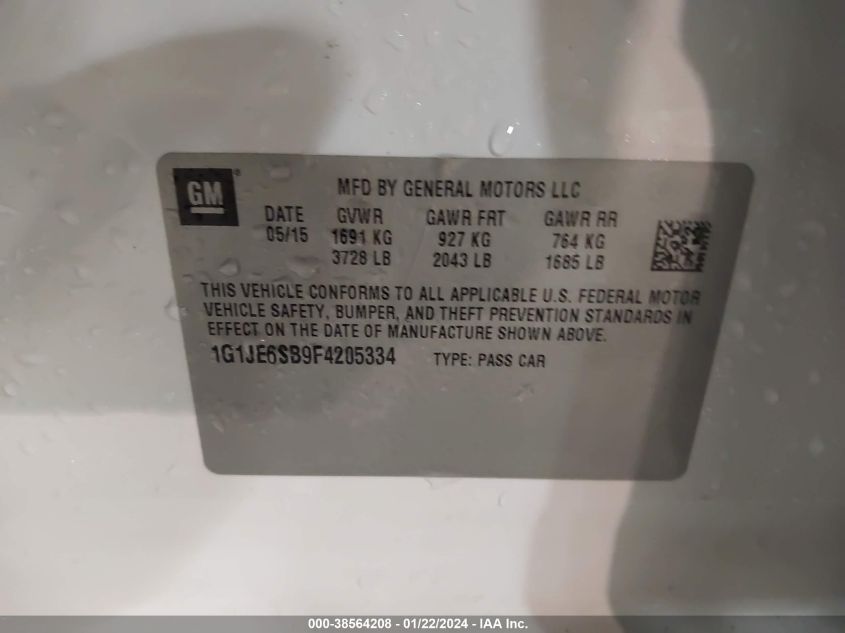 GM®
MFD BY GENERAL MOTORS LLC
DATE GVWR GAWR FRT GAWR RR
05/15 1691 KG 927 KG 764 KG
3728 LB 2043 LB 1685 LB
THIS VEHICLE CONFORMS TO ALL APPLICABLE U.S. FEDERAL MOTOR
VEHICLE SAFETY, BUMPER, AND THEFT PREVENTION STANDARDS IN
EFFECT ON THE DATE OF MANUFACTURE SHOWN ABOVE.
1G1JE6SB9F4205334 TYPE: PASS CAR
000-38564208 - 01/22/2024 - IAA Inc.